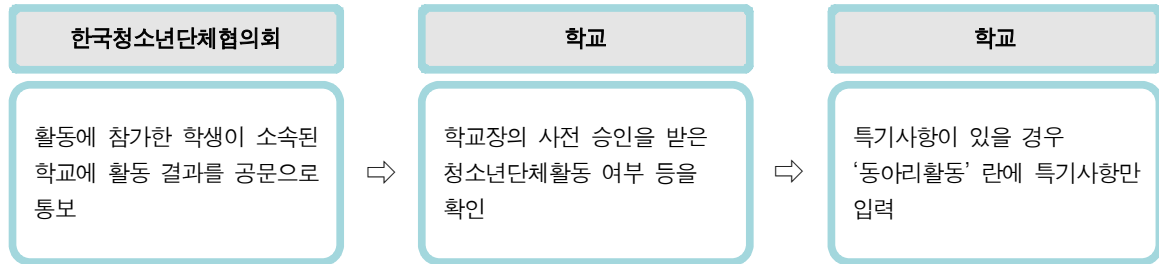 한국청소년단체협의회
활동에 참가한 학생이 소속된
학교에 활동 결과를 공문으로
통보
⇨
학교
학교장의 사전 승인을 받은
청소년단체활동 여부 등을
확인
⇨
학교
특기사항이 있을 경우
‘동아리활동’ 란에 특기사항만
입력